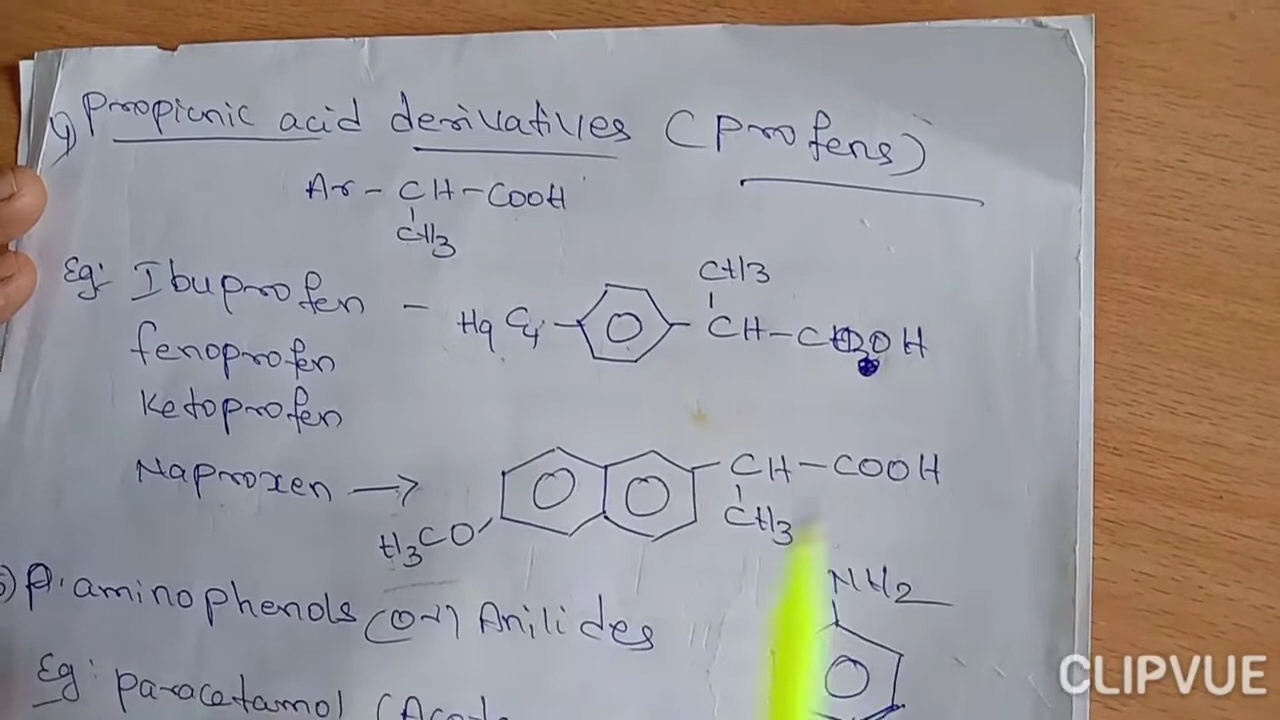 4) Propionic acid derivatives (Profens)
Ar-CH-COOH
CH3
Eg: Ibuprofen - H9C4 CH-COOH
CH3
fenoprofen
Ketoprofen
Naproxen → H3CO CH-COOH
CH3
5) P. aminophenols (or) Anilides
NH2
Eg: paracetamol (Aceta
CLIPVUE